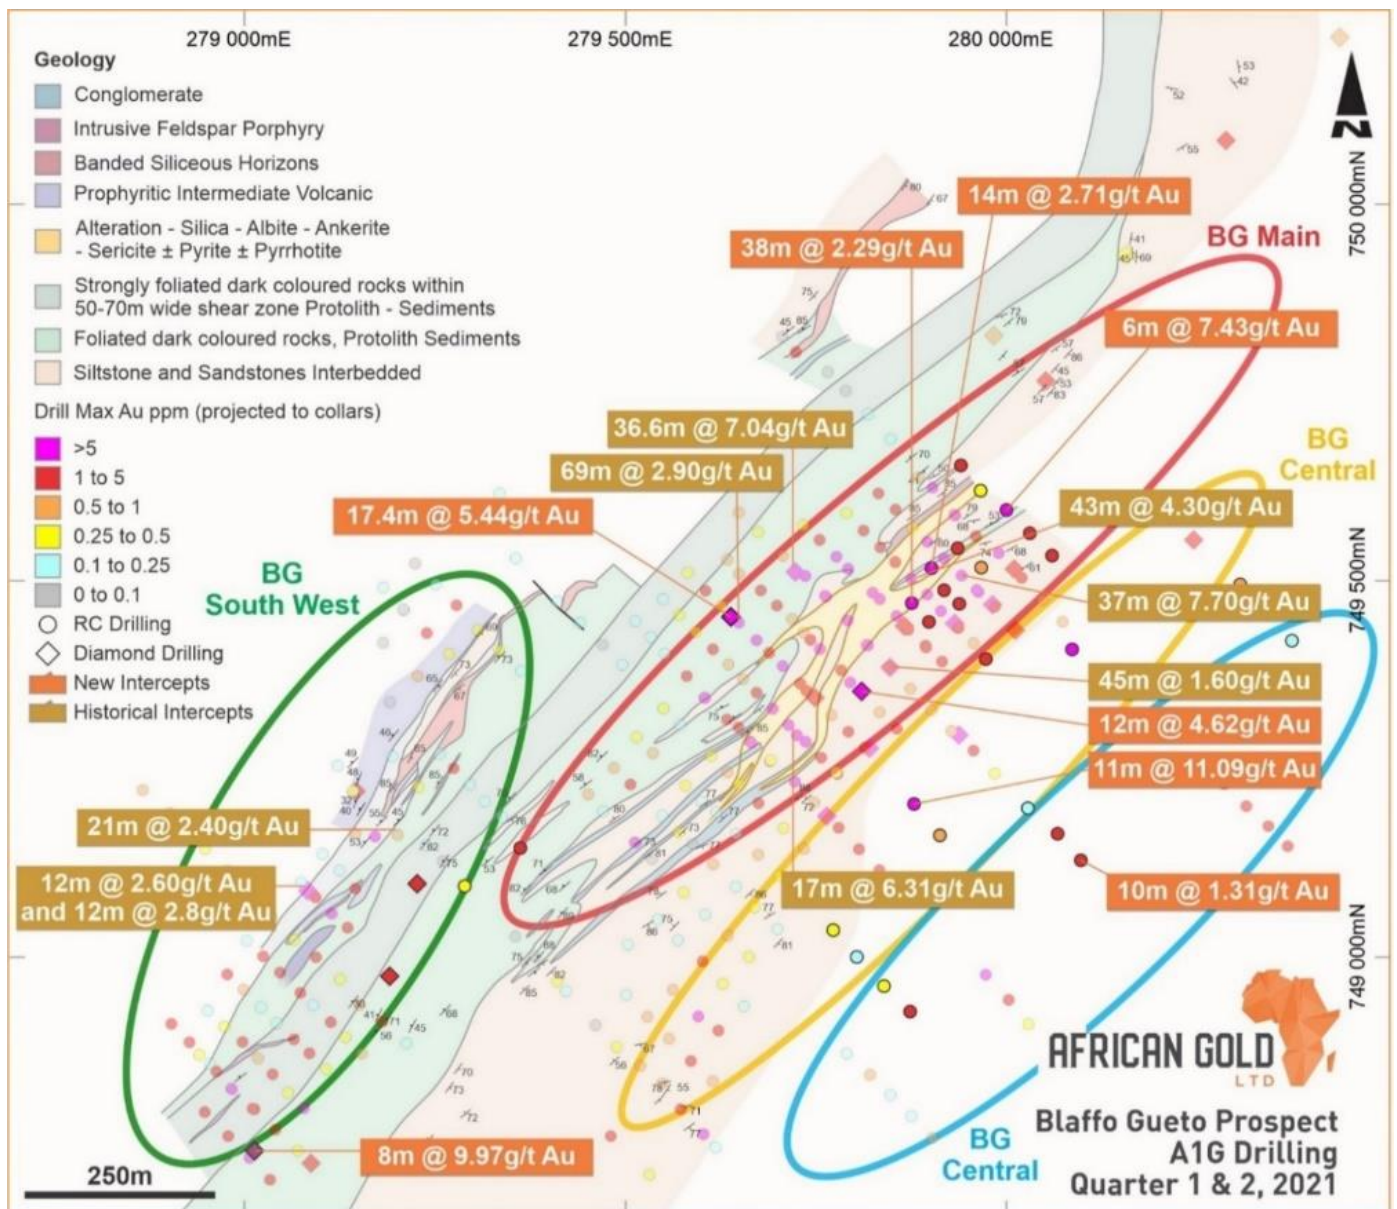 279 000mE
279 500mE
280 000mE
Geology
Conglomerate
Intrusive Feldspar Porphyry
Banded Siliceous Horizons
Prophyritic Intermediate Volcanic
Alteration - Silica - Albite - Ankerite
- Sericite ± Pyrite ± Pyrrhotite
Strongly foliated dark coloured rocks within
50-70m wide shear zone Protolith - Sediments
Foliated dark coloured rocks, Protolith Sediments
Siltstone and Sandstones Interbedded
Drill Max Au ppm (projected to collars)
>5
1 to 5
0.5 to 1
0.25 to 0.5
0.1 to 0.25
0 to 0.1
RC Drilling
Diamond Drilling
New Intercepts
Historical Intercepts
N
750 000mN
749 500mN
749 000mN
14m @ 2.71g/t Au
38m @ 2.29g/t Au
BG Main
6m @ 7.43g/t Au
36.6m @ 7.04g/t Au
69m @ 2.90g/t Au
BG
Central
17.4m @ 5.44g/t Au
43m @ 4.30g/t Au
BG
South West
37m @ 7.70g/t Au
45m @ 1.60g/t Au
12m @ 4.62g/t Au
11m @ 11.09g/t Au
21m @ 2.40g/t Au
12m @ 2.60g/t Au
and 12m @ 2.8g/t Au
17m @ 6.31g/t Au
10m @ 1.31g/t Au
8m @ 9.97g/t Au
BG
Central
250m
AFRICAN GOLD
LTD
Blaffo Gueto Prospect
A1G Drilling
Quarter 1 & 2, 2021